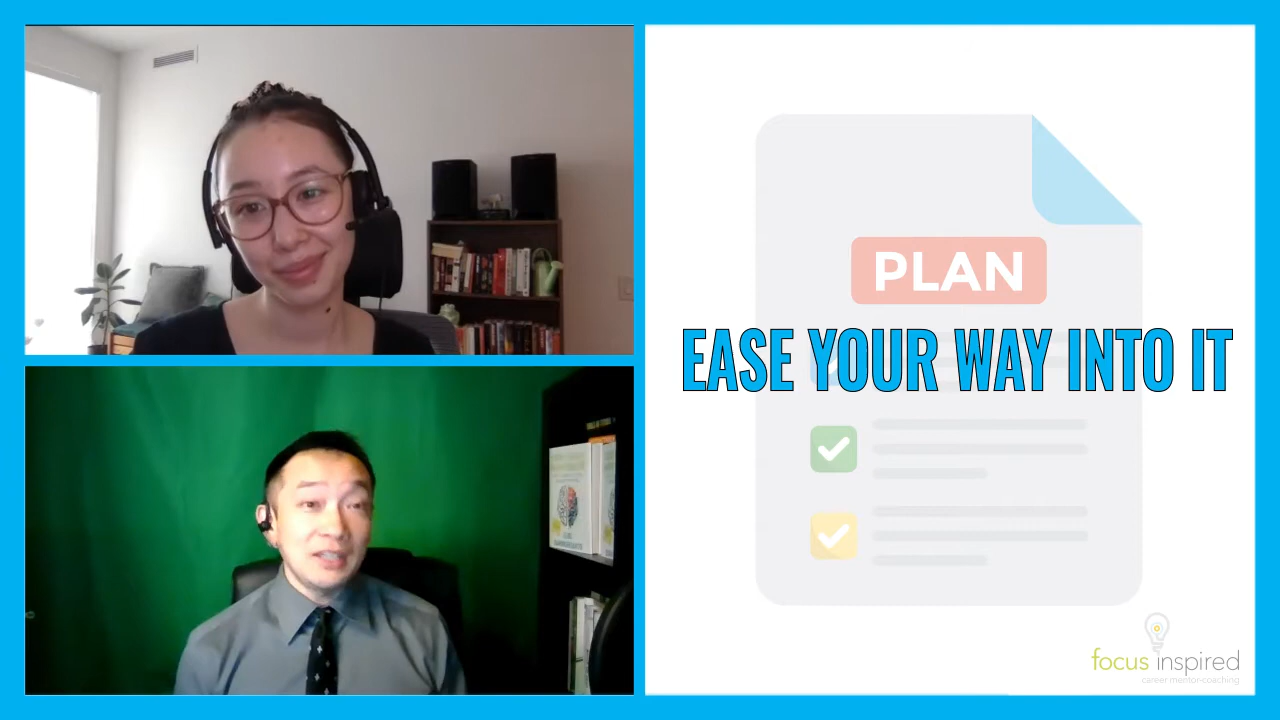 PLAN
EASE YOUR WAY INTO IT
focus inspired
career mentor-coaching